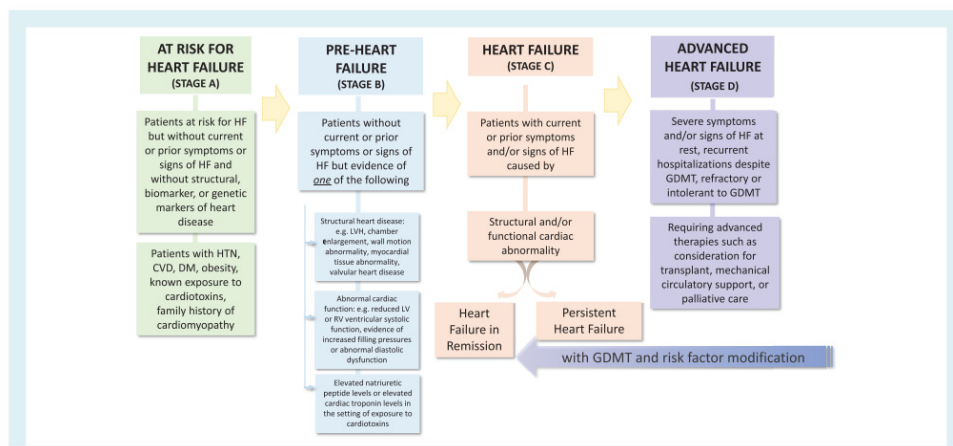 AT RISK FOR
HEART FAILURE
(STAGE A)
Patients at risk for HF
but without current
or prior symptoms or
signs of HF and
without structural,
biomarker, or genetic
markers of heart
disease
Patients with HTN,
CVD, DM, obesity,
known exposure to
cardiotoxins,
family history of
cardiomyopathy
PRE-HEART
FAILURE
(STAGE B)
Patients without
current or prior
symptoms or signs of
HF but evidence of
one of the following
Structural heart disease:
e.g. LVH, chamber
enlargement, wall motion
abnormality, myocardial
tissue abnormality,
valvular heart disease
Abnormal cardiac
function: e.g. reduced LV
or RV ventricular systolic
function, evidence of
increased filling pressures
or abnormal diastolic
dysfunction
Elevated natriuretic
peptide levels or elevated
cardiac troponin levels in
the setting of exposure to
cardiotoxins
HEART FAILURE
(STAGE C)
Patients with current
or prior symptoms
and/or signs of HF
caused by
Structural and/or
functional cardiac
abnormality
Heart
Failure in
Remission
Persistent
Heart Failure
with GDMT and risk factor modification
ADVANCED
HEART FAILURE
(STAGE D)
Severe symptoms
and/or signs of HF at
rest, recurrent
hospitalizations despite
GDMT, refractory or
intolerant to GDMT
Requiring advanced
therapies such as
consideration for
transplant, mechanical
circulatory support, or
palliative care